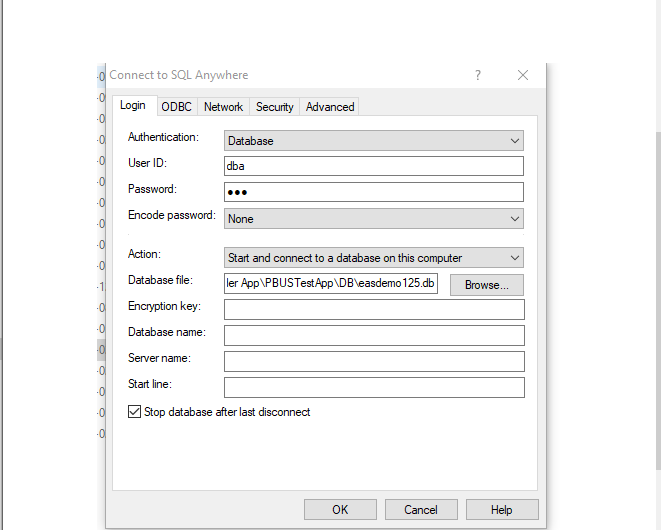 Connect to SQL Anywhere
Login ODBC Network Security Advanced
Authentication: Database
User ID: dba
Password: ●●●
Encode password: None
Action: Start and connect to a database on this computer
Database file: ler App\PBUSTestApp\DB\easdemo125.db Browse...
Encryption key:
Database name:
Server name:
Start line:
Stop database after last disconnect
OK Cancel Help